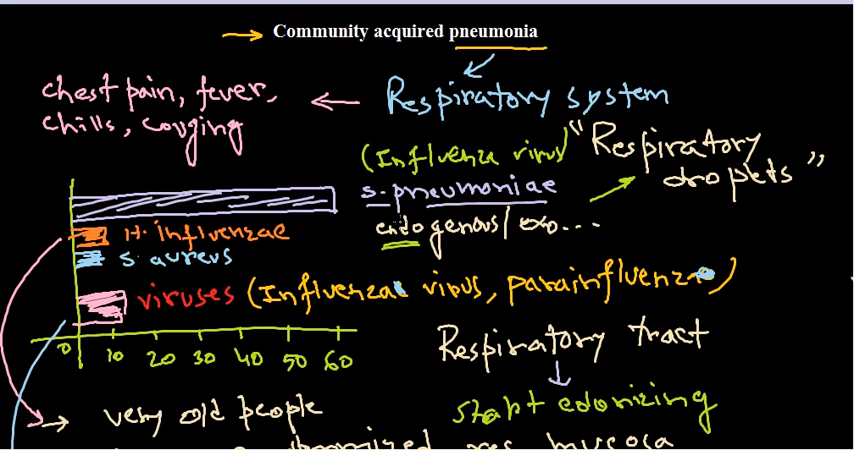 Community acquired pneumonia
chest pain, fever,
chills, couging
Respiratory system
(Influenza virus)
"Respiratory
droplets"
s. pneumoniae
endogenous/exo...
H. influenzae
S. aureus
viruses (Influenza virus, parainfluenza)
0 10 20 30 40 50 60
Respiratory tract
start colonizing
very old people
mucosa